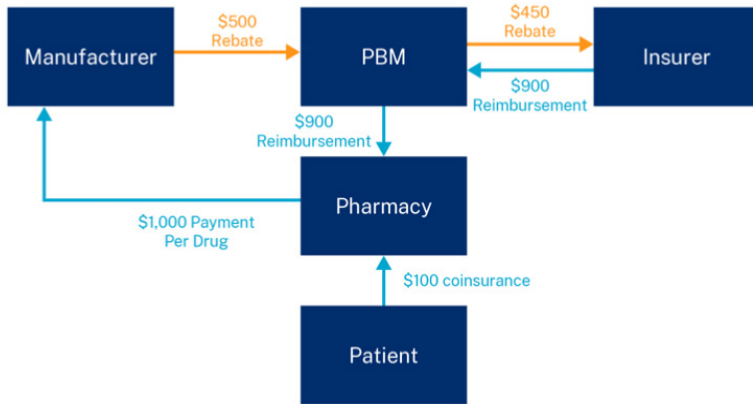 $500
Rebate
$450
Rebate
Manufacturer
PBM
Insurer
$900
Reimbursement
$900
Reimbursement
Pharmacy
$1,000 Payment
Per Drug
$100 coinsurance
Patient